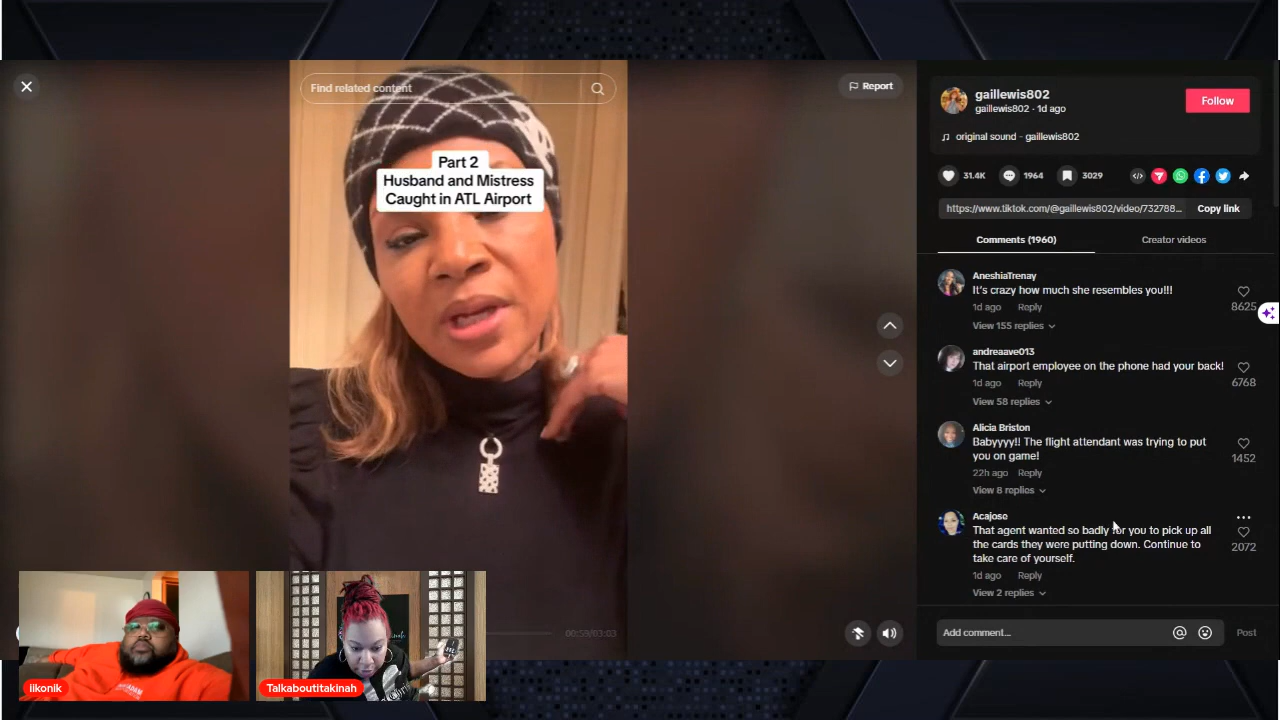 Find related content
Report
Part 2
Husband and Mistress
Caught in ATL Airport
00:59/03:03
likonik
Talkaboutitakinah
gaillewis802
gaillewis802 · 1d ago
Follow
original sound - gaillewis802
31.4K
1964
3029
https://www.tiktok.com/@gaillewis802/video/732788...
Copy link
Comments (1960)
Creator videos
AneshiaTrenay
It's crazy how much she resembles you!!!
1d ago
Reply
8625
View 155 replies
andreaave013
That airport employee on the phone had your back!
1d ago
Reply
6768
View 58 replies
Alicia Briston
Babyyyy!! The flight attendant was trying to put
you on game!
1452
22h ago
Reply
View 8 replies
Acajose
That agent wanted so badly for you to pick up all
the cards they were putting down. Continue to
take care of yourself.
2072
1d ago
Reply
View 2 replies
Add comment...
Post